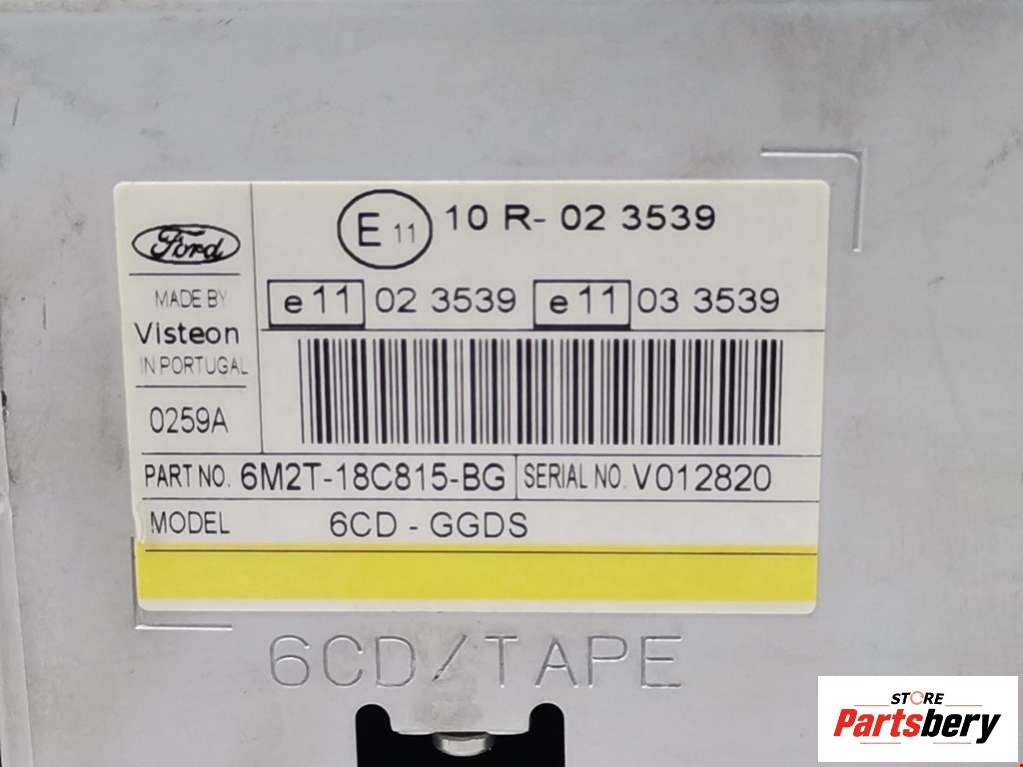 Ford
MADE BY
Visteon
IN PORTUGAL
0259A
E 11 10 R- 02 3539
e 11 02 3539 e 11 03 3539
PART NO. 6M2T-18C815-BG SERIAL NO. V012820
MODEL 6CD - GGDS
6CD/TAPE
STORE
Partsbery